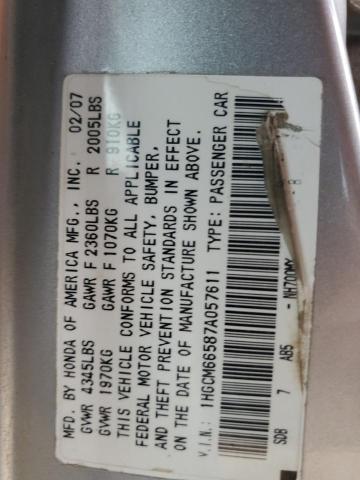 MFD. BY HONDA OF AMERICA MFG., INC. 02/07
GVWR 4345LBS GAWR F 2360LBS R 2005LBS
GVWR 1970KG GAWR F 1070KG R 910KG
THIS VEHICLE CONFORMS TO ALL APPLICABLE
FEDERAL MOTOR VEHICLE SAFETY, BUMPER,
AND THEFT PREVENTION STANDARDS IN EFFECT
ON THE DATE OF MANUFACTURE SHOWN ABOVE.
V.I.N.: 1HGCM66587A057611 TYPE: PASSENGER CAR
SDB 7 AB5 - NH700MX B